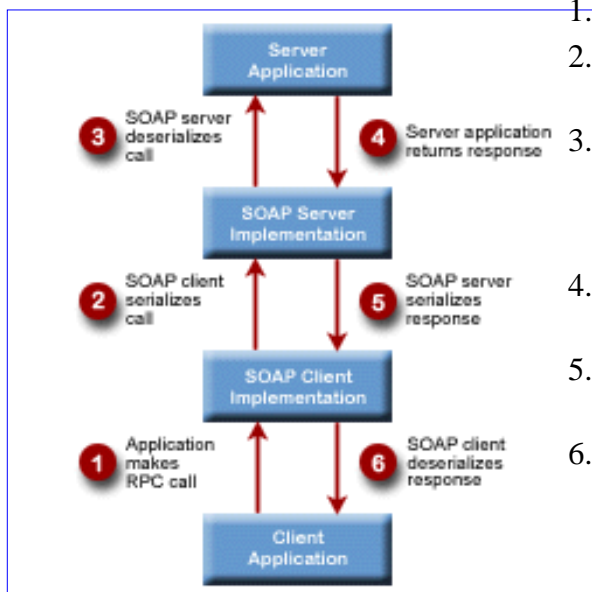 Server
Application
3
SOAP server
deserializes
call
4
Server application
returns response
SOAP Server
Implementation
2
SOAP client
serializes
call
5
SOAP server
serializes
response
SOAP Client
Implementation
1
Application
makes
RPC call
6
SOAP client
deserializes
response
Client
Application
1.
2.
3.
4.
5.
6.